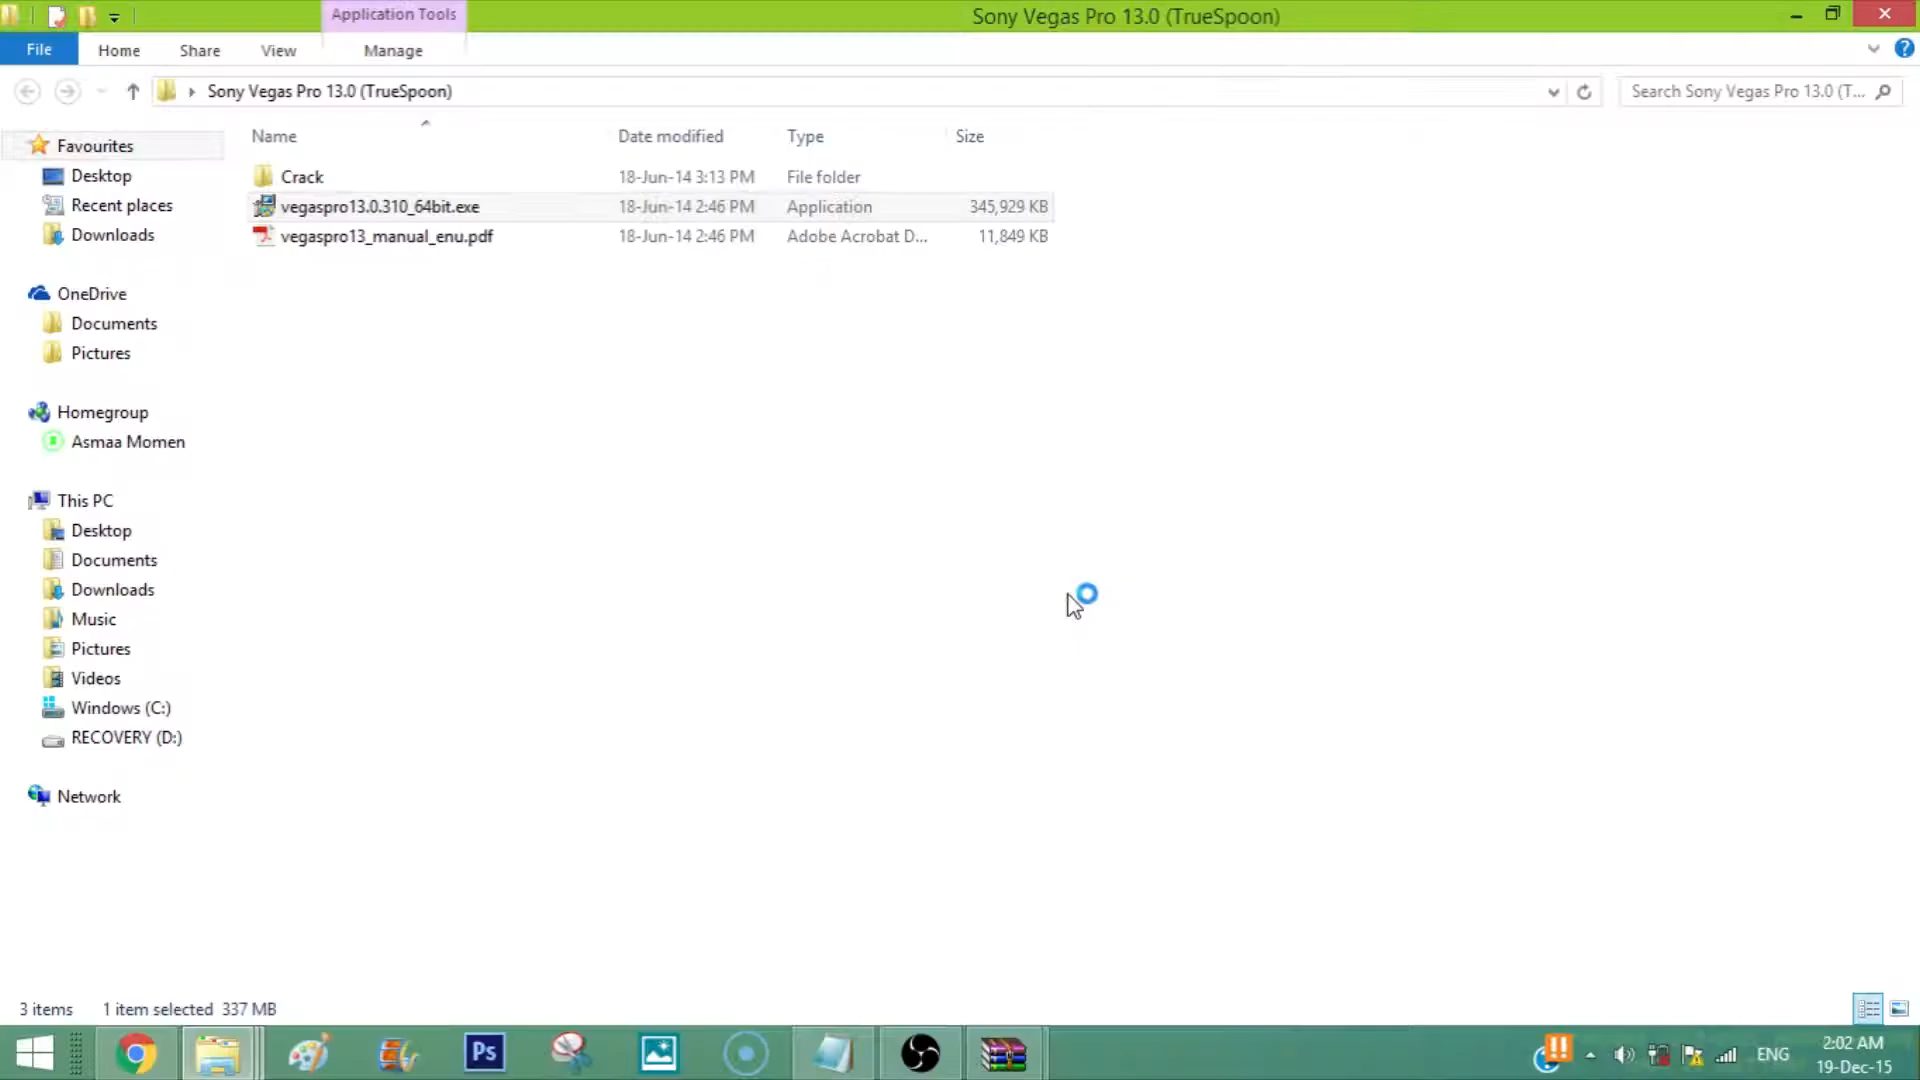 Application Tools
Sony Vegas Pro 13.0 (TrueSpoon)
File
Home
Share
View
Manage
Sony Vegas Pro 13.0 (TrueSpoon)
Search Sony Vegas Pro 13.0 (T...
Name
Date modified
Type
Size
Crack
18-Jun-14 3:13 PM
File folder
vegaspro13.0.310_64bit.exe
18-Jun-14 2:46 PM
Application
345,929 KB
vegaspro13_manual_enu.pdf
18-Jun-14 2:46 PM
Adobe Acrobat D...
11,849 KB
Favourites
Desktop
Recent places
Downloads
OneDrive
Documents
Pictures
Homegroup
Asmaa Momen
This PC
Desktop
Documents
Downloads
Music
Pictures
Videos
Windows (C:)
RECOVERY (D:)
Network
3 items
1 item selected 337 MB
Ps
ENG
2:02 AM
19-Dec-15